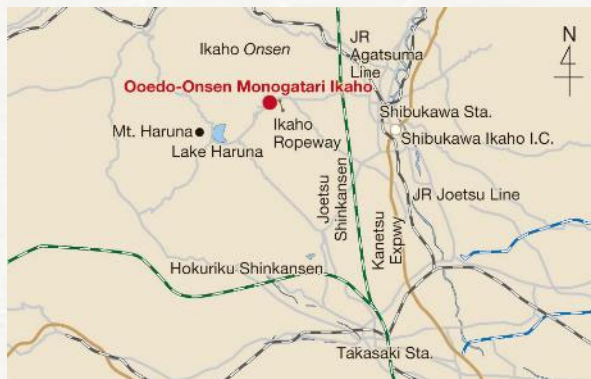 JR
Agatsuma
Line
N
Ikaho Onsen
Ooedo-Onsen Monogatari Ikaho
Ikaho
Ropeway
Shibukawa Sta.
Shibukawa Ikaho I.C.
Mt. Haruna
Lake Haruna
JR Joetsu Line
Joetsu
Shinkansen
Kanetsu
Expwy
Hokuriku Shinkansen
Takasaki Sta.